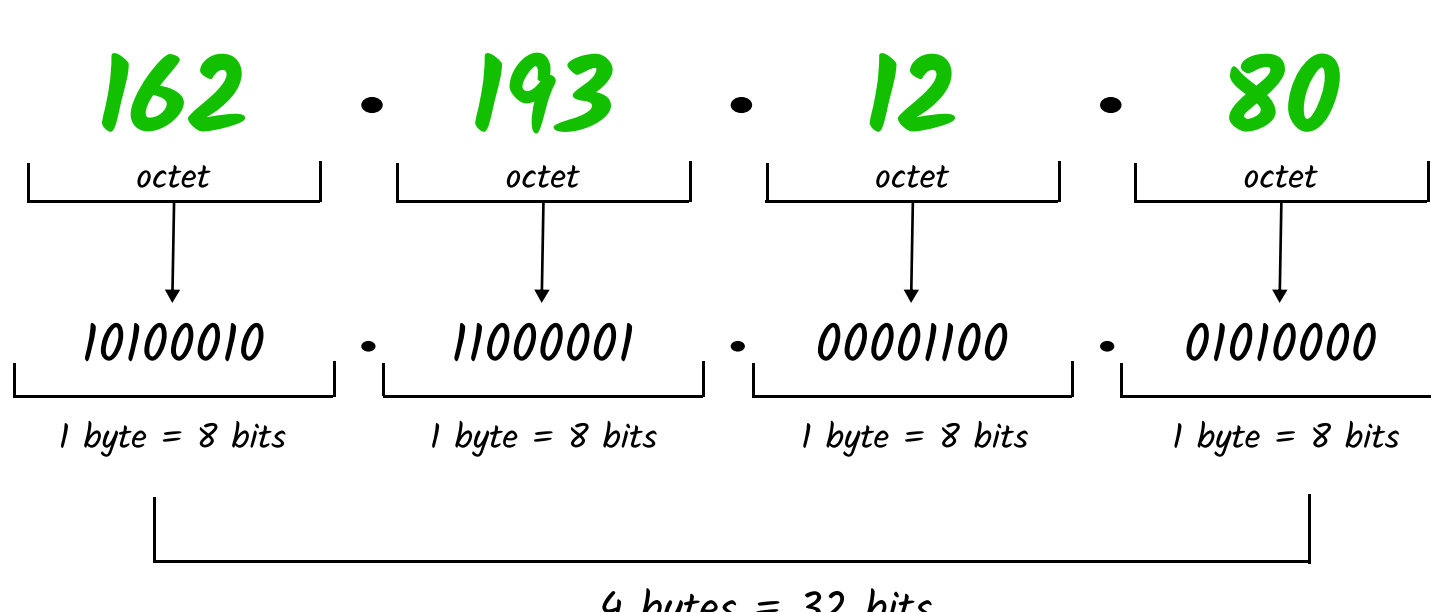 162 . 193 . 12 . 80
octet octet octet octet
10100010 . 11000001 . 00001100 . 01010000
1 byte = 8 bits 1 byte = 8 bits 1 byte = 8 bits 1 byte = 8 bits
4 bytes = 32 bits